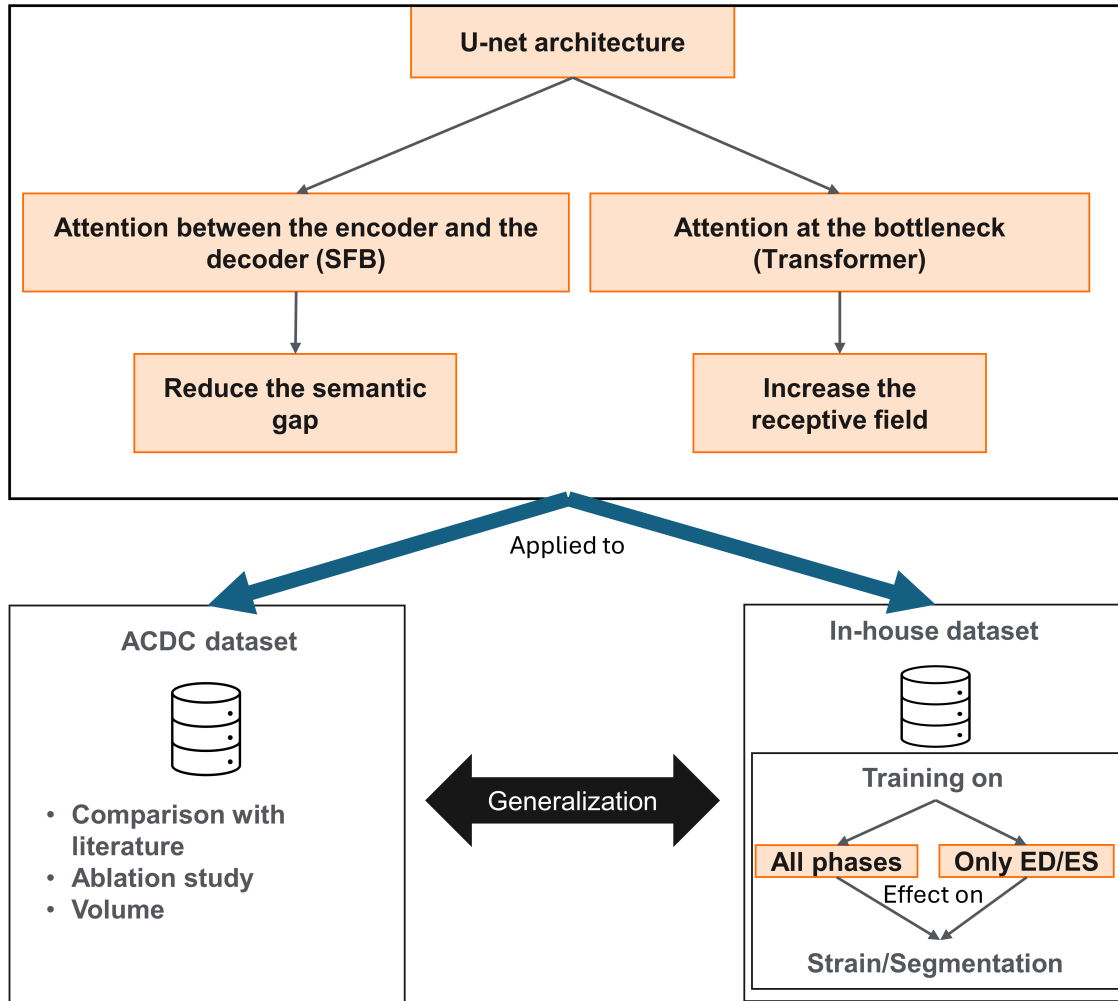 U-net architecture
Attention between the encoder and the
decoder (SFB)
Attention at the bottleneck
(Transformer)
Reduce the semantic
gap
Increase the
receptive field
Applied to
ACDC dataset
• Comparison with
literature
• Ablation study
• Volume
Generalization
In-house dataset
Training on
All phases
Only ED/ES
Effect on
Strain/Segmentation